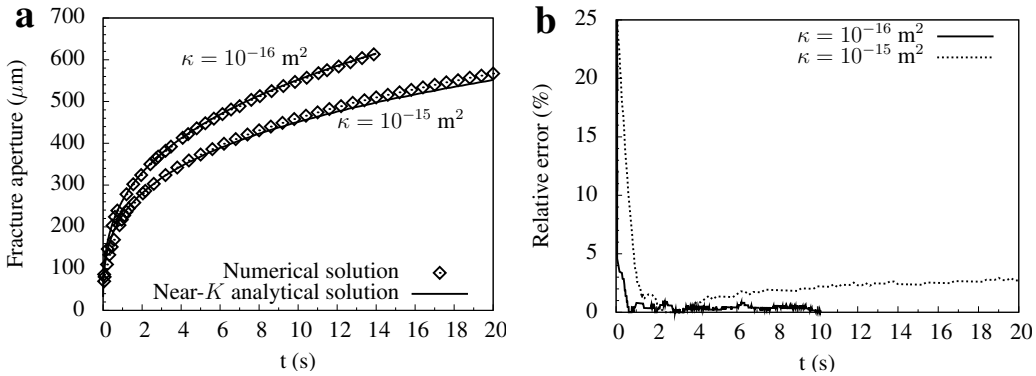 a
700
600
500
400
300
200
100
0
Fracture aperture (μm)
κ = 10⁻¹⁶ m²
κ = 10⁻¹⁵ m²
Numerical solution
Near-K analytical solution
0 2 4 6 8 10 12 14 16 18 20
t (s)
b
25
20
15
10
5
0
Relative error (%)
κ = 10⁻¹⁶ m²
κ = 10⁻¹⁵ m²
0 2 4 6 8 10 12 14 16 18 20
t (s)